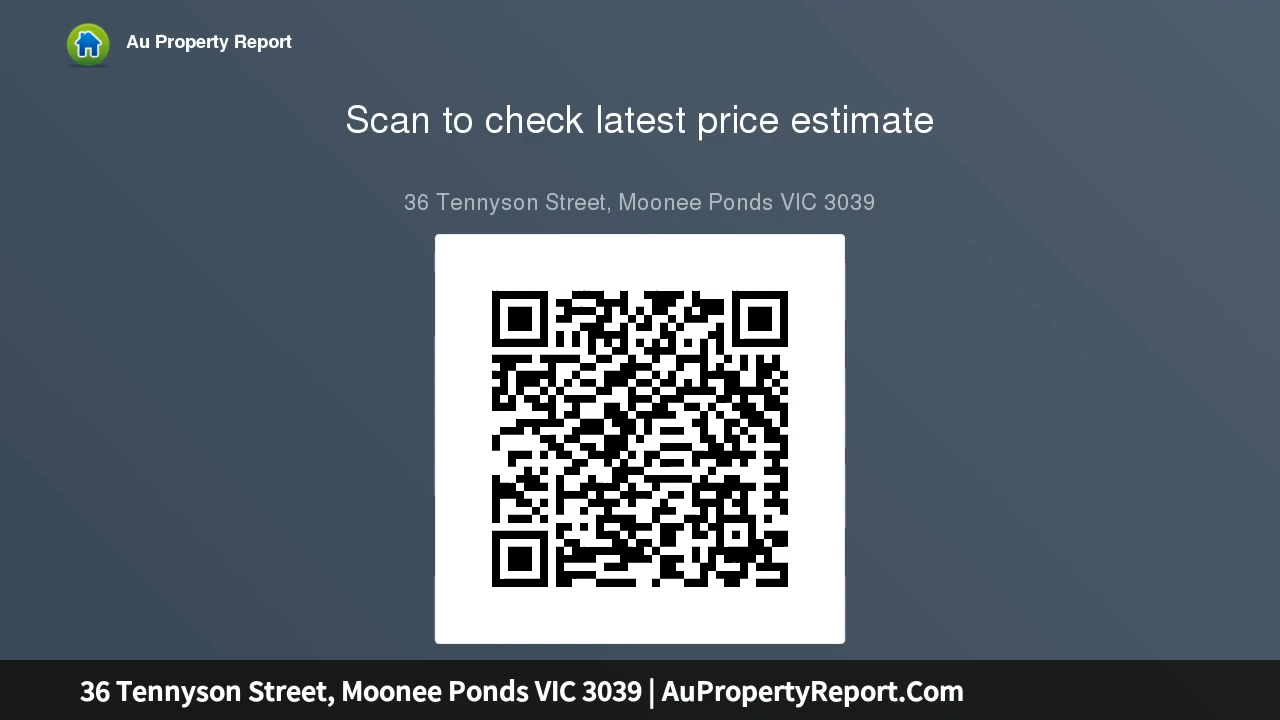 Au Property Report
Scan to check latest price estimate
36 Tennyson Street, Moonee Ponds VIC 3039
36 Tennyson Street, Moonee Ponds VIC 3039 | AuPropertyReport.Com